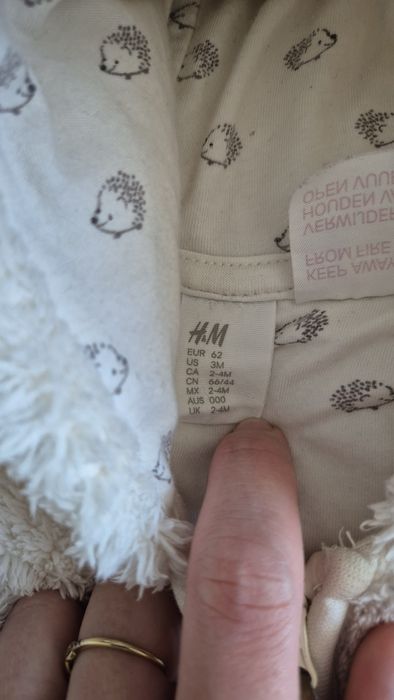 H&M
EUR 62
US 3M
CA 2-4M
CN 66/44
MX 2-4M
AUS 000
UK 2-4M
KEEP AWAY
FROM FIRE
VERWIJDER
HOUDEN
OPEN VUUR